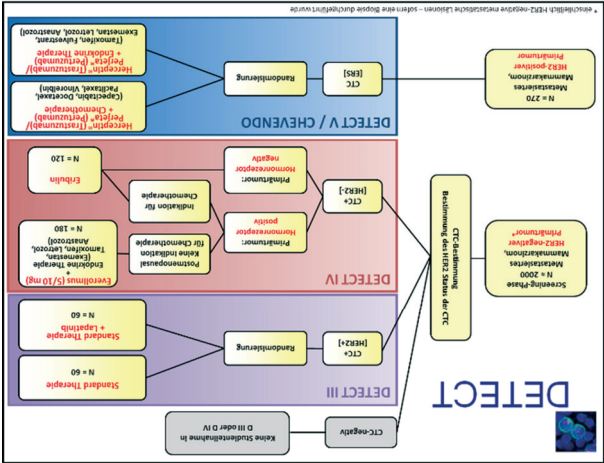 DETECT
CTC-negativ
Keine Studienteilnahme in
D III oder D IV
Screening-Phase
N ≈ 2000
Metastasiertes
Mammakarzinom,
HER2-negativer
Primärtumor*
CTC-Bestimmung
Bestimmung des HER2 Status der CTC
DETECT III
CTC+
[HER2+]
Randomisierung
Standard Therapie
N = 60
Standard Therapie
+ Lapatinib
N = 60
DETECT IV
CTC+
[HER2-]
Primärtumor:
Hormonrezeptor
positiv
Primärtumor:
Hormonrezeptor
negativ
Postmenopausal
Keine Indikation
für Chemotherapie
Indikation für
Chemotherapie
Everolimus (5/10 mg)
+
Endokrine Therapie
(Exemestan,
Tamoxifen, Letrozol,
Anastrozol)
N = 180
Eribulin
N = 120
N = 270
Metastasiertes
Mammakarzinom,
HER2-positiver
Primärtumor
DETECT V / CHEVENDO
CTC
[ERS]
Randomisierung
Herceptin® (Trastuzumab)/
Perjeta® (Pertuzumab)
+ Chemotherapie
(Capecitabin, Docetaxel,
Paclitaxel, Vinorelbin)
Herceptin® (Trastuzumab)/
Perjeta® (Pertuzumab)
+ Endokrine Therapie
(Tamoxifen, Fulvestrant,
Exemestan, Letrozol, Anastrozol)
* einschließlich HER2-negative metastatische Läsionen – sofern eine Biopsie durchgeführt wurde